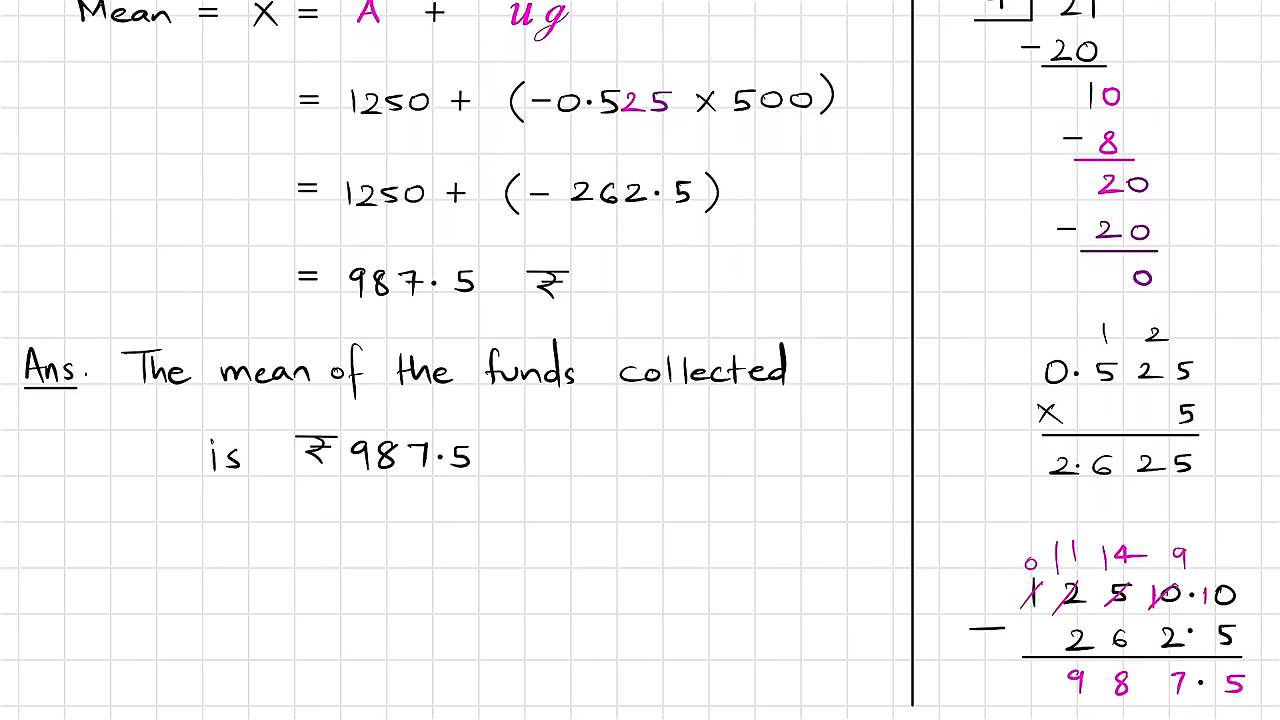 Mean = X = A + ug
= 1250 + (-0.525 × 500)
= 1250 + (- 262.5)
= 987.5 ₹
Ans. The mean of the funds collected
is ₹ 987.5
21
- 20
10
- 8
20
- 20
0
1 2
0.525
× 5
2.625
0 11 14 9
1 2 5 10.10
- 2 6 2.5
9 8 7.5